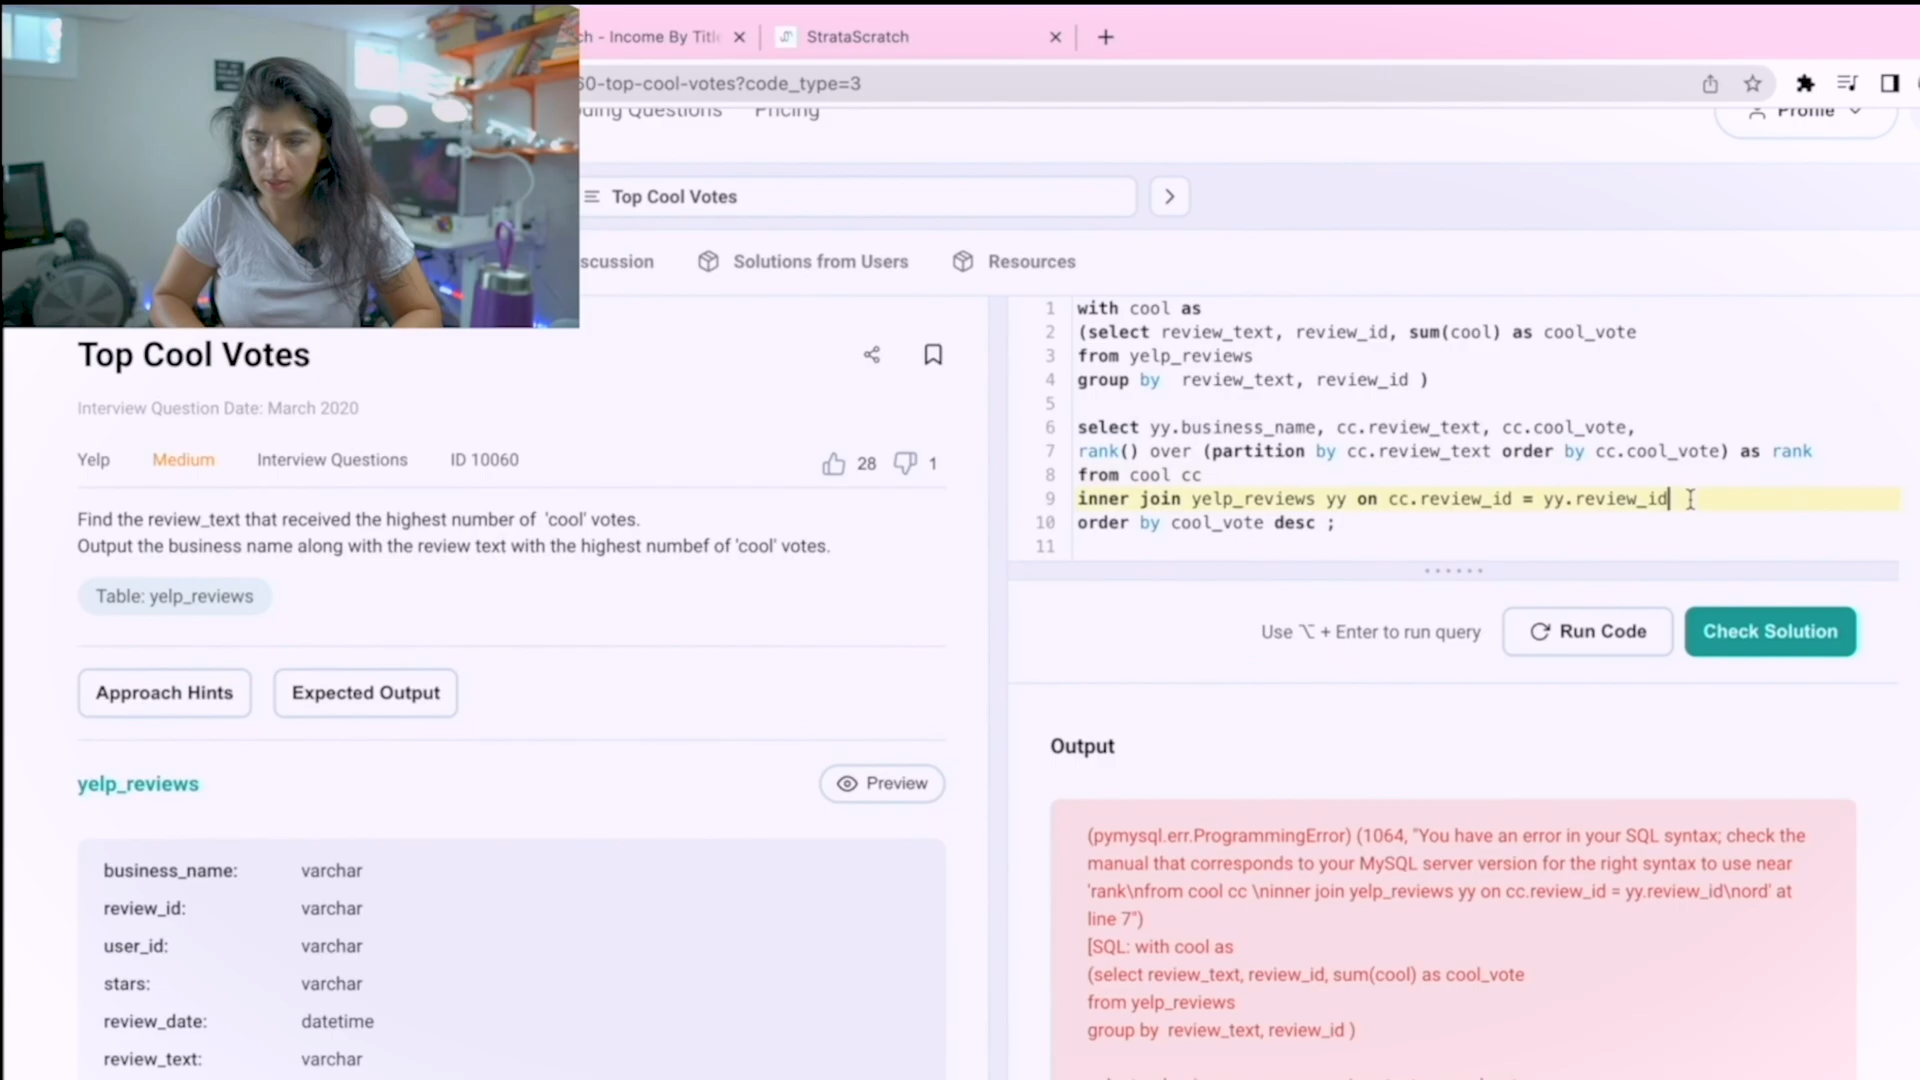 ch - Income By Title
StrataScratch
60-top-cool-votes?code_type=3
ding Questions Pricing
Profile
Top Cool Votes
scussion
Solutions from Users
Resources
Top Cool Votes
Interview Question Date: March 2020
Yelp Medium Interview Questions ID 10060 28 1
Find the review_text that received the highest number of 'cool' votes.
Output the business name along with the review text with the highest numbef of 'cool' votes.
Table: yelp_reviews
Approach Hints
Expected Output
yelp_reviews
Preview
business_name: varchar
review_id: varchar
user_id: varchar
stars: varchar
review_date: datetime
review_text: varchar
1 with cool as
2 (select review_text, review_id, sum(cool) as cool_vote
3 from yelp_reviews
4 group by  review_text, review_id )
5
6 select yy.business_name, cc.review_text, cc.cool_vote,
7 rank() over (partition by cc.review_text order by cc.cool_vote) as rank
8 from cool cc
9 inner join yelp_reviews yy on cc.review_id = yy.review_id
10 order by cool_vote desc ;
11
Use ⌥ + Enter to run query
Run Code
Check Solution
Output
(pymysql.err.ProgrammingError) (1064, "You have an error in your SQL syntax; check the
manual that corresponds to your MySQL server version for the right syntax to use near
'rank\nfrom cool cc \ninner join yelp_reviews yy on cc.review_id = yy.review_id\nord' at
line 7")
[SQL: with cool as
(select review_text, review_id, sum(cool) as cool_vote
from yelp_reviews
group by  review_text, review_id )